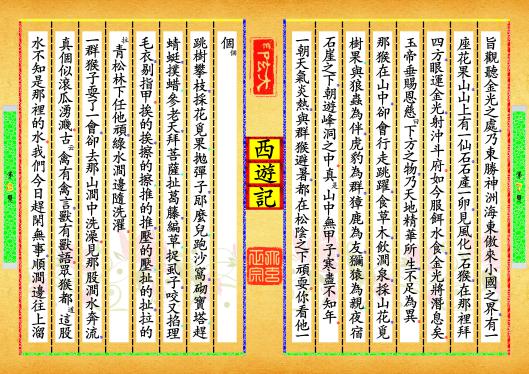 旨觀聽金光之處乃東勝神洲海東傲來小國之界有一
座花果山山上有一仙石石產一卵見風化一石猴在那裡拜
四方眼運金光射沖斗府如今服餌水食金光將潛息矣
玉帝垂賜恩慈曰下方之物乃天地精華所生不足為異
那猴在山中卻會行走跳躍食草木飲澗泉採山花覓
樹果與狼蟲為伴虎豹為群獐鹿為友獼猿為親夜宿
石崖之下朝遊峰洞之中真是山中無甲子寒盡不知年
一朝天氣炎熱與群猴避暑都在松陰之下頑耍你看他一
西遊記
個個
跳樹攀枝採花覓果拋彈子邷麼兒跑沙窩砌寶塔趕
蜻蜓撲蜡參老天拜菩薩扯葛藤編草捉虱子咬又掐理
毛衣剔指甲挨的挨擦的擦推的推壓的壓扯的扯拉的
拉青松林下任他頑綠水澗邊隨洗濯
一群猴子耍了一會卻去那山澗中洗澡見那股澗水奔流
真個似滾瓜湧濺古云禽有禽言獸有獸語眾猴都道這股
水不知是那裡的水我們今日趕閑無事順澗邊往上溜